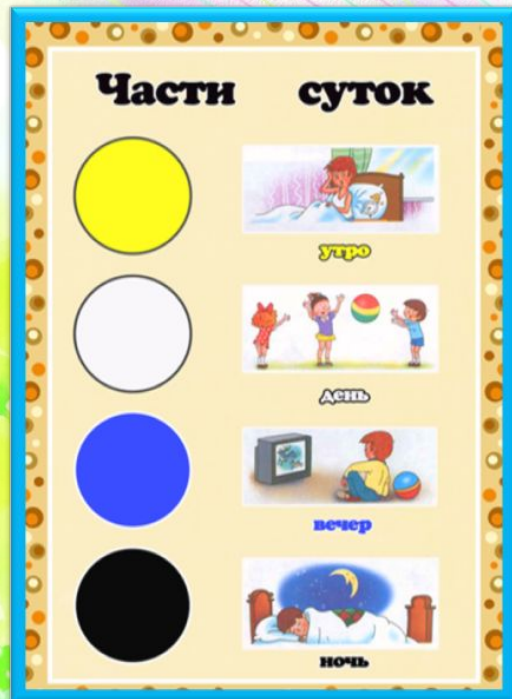 Части суток
утро
день
вечер
ночь